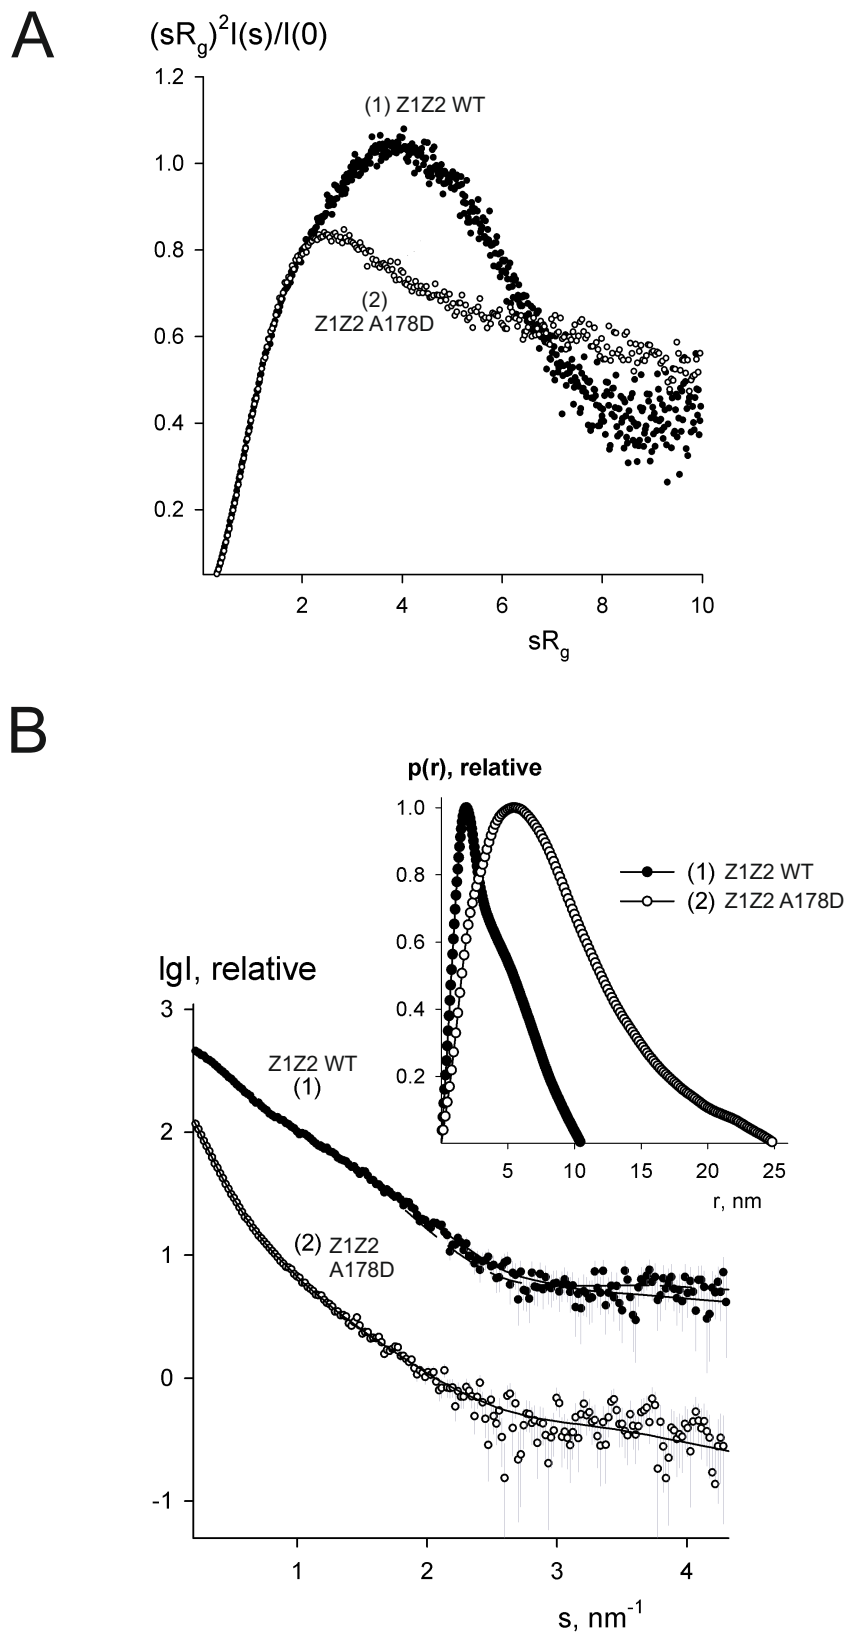 A
(sRg)²I(s)/I(0)
1.2
(1) Z1Z2 WT
1.0
0.8
(2)
Z1Z2 A178D
0.6
0.4
0.2
2 4 6 8 10
sRg
B
p(r), relative
1.0
(1) Z1Z2 WT
0.8
(2) Z1Z2 A178D
0.6
0.4
0.2
5 10 15 20 25
r, nm
lgI, relative
3
Z1Z2 WT
(1)
2
(2) Z1Z2
A178D
1
0
-1
1 2 3 4
s, nm⁻¹